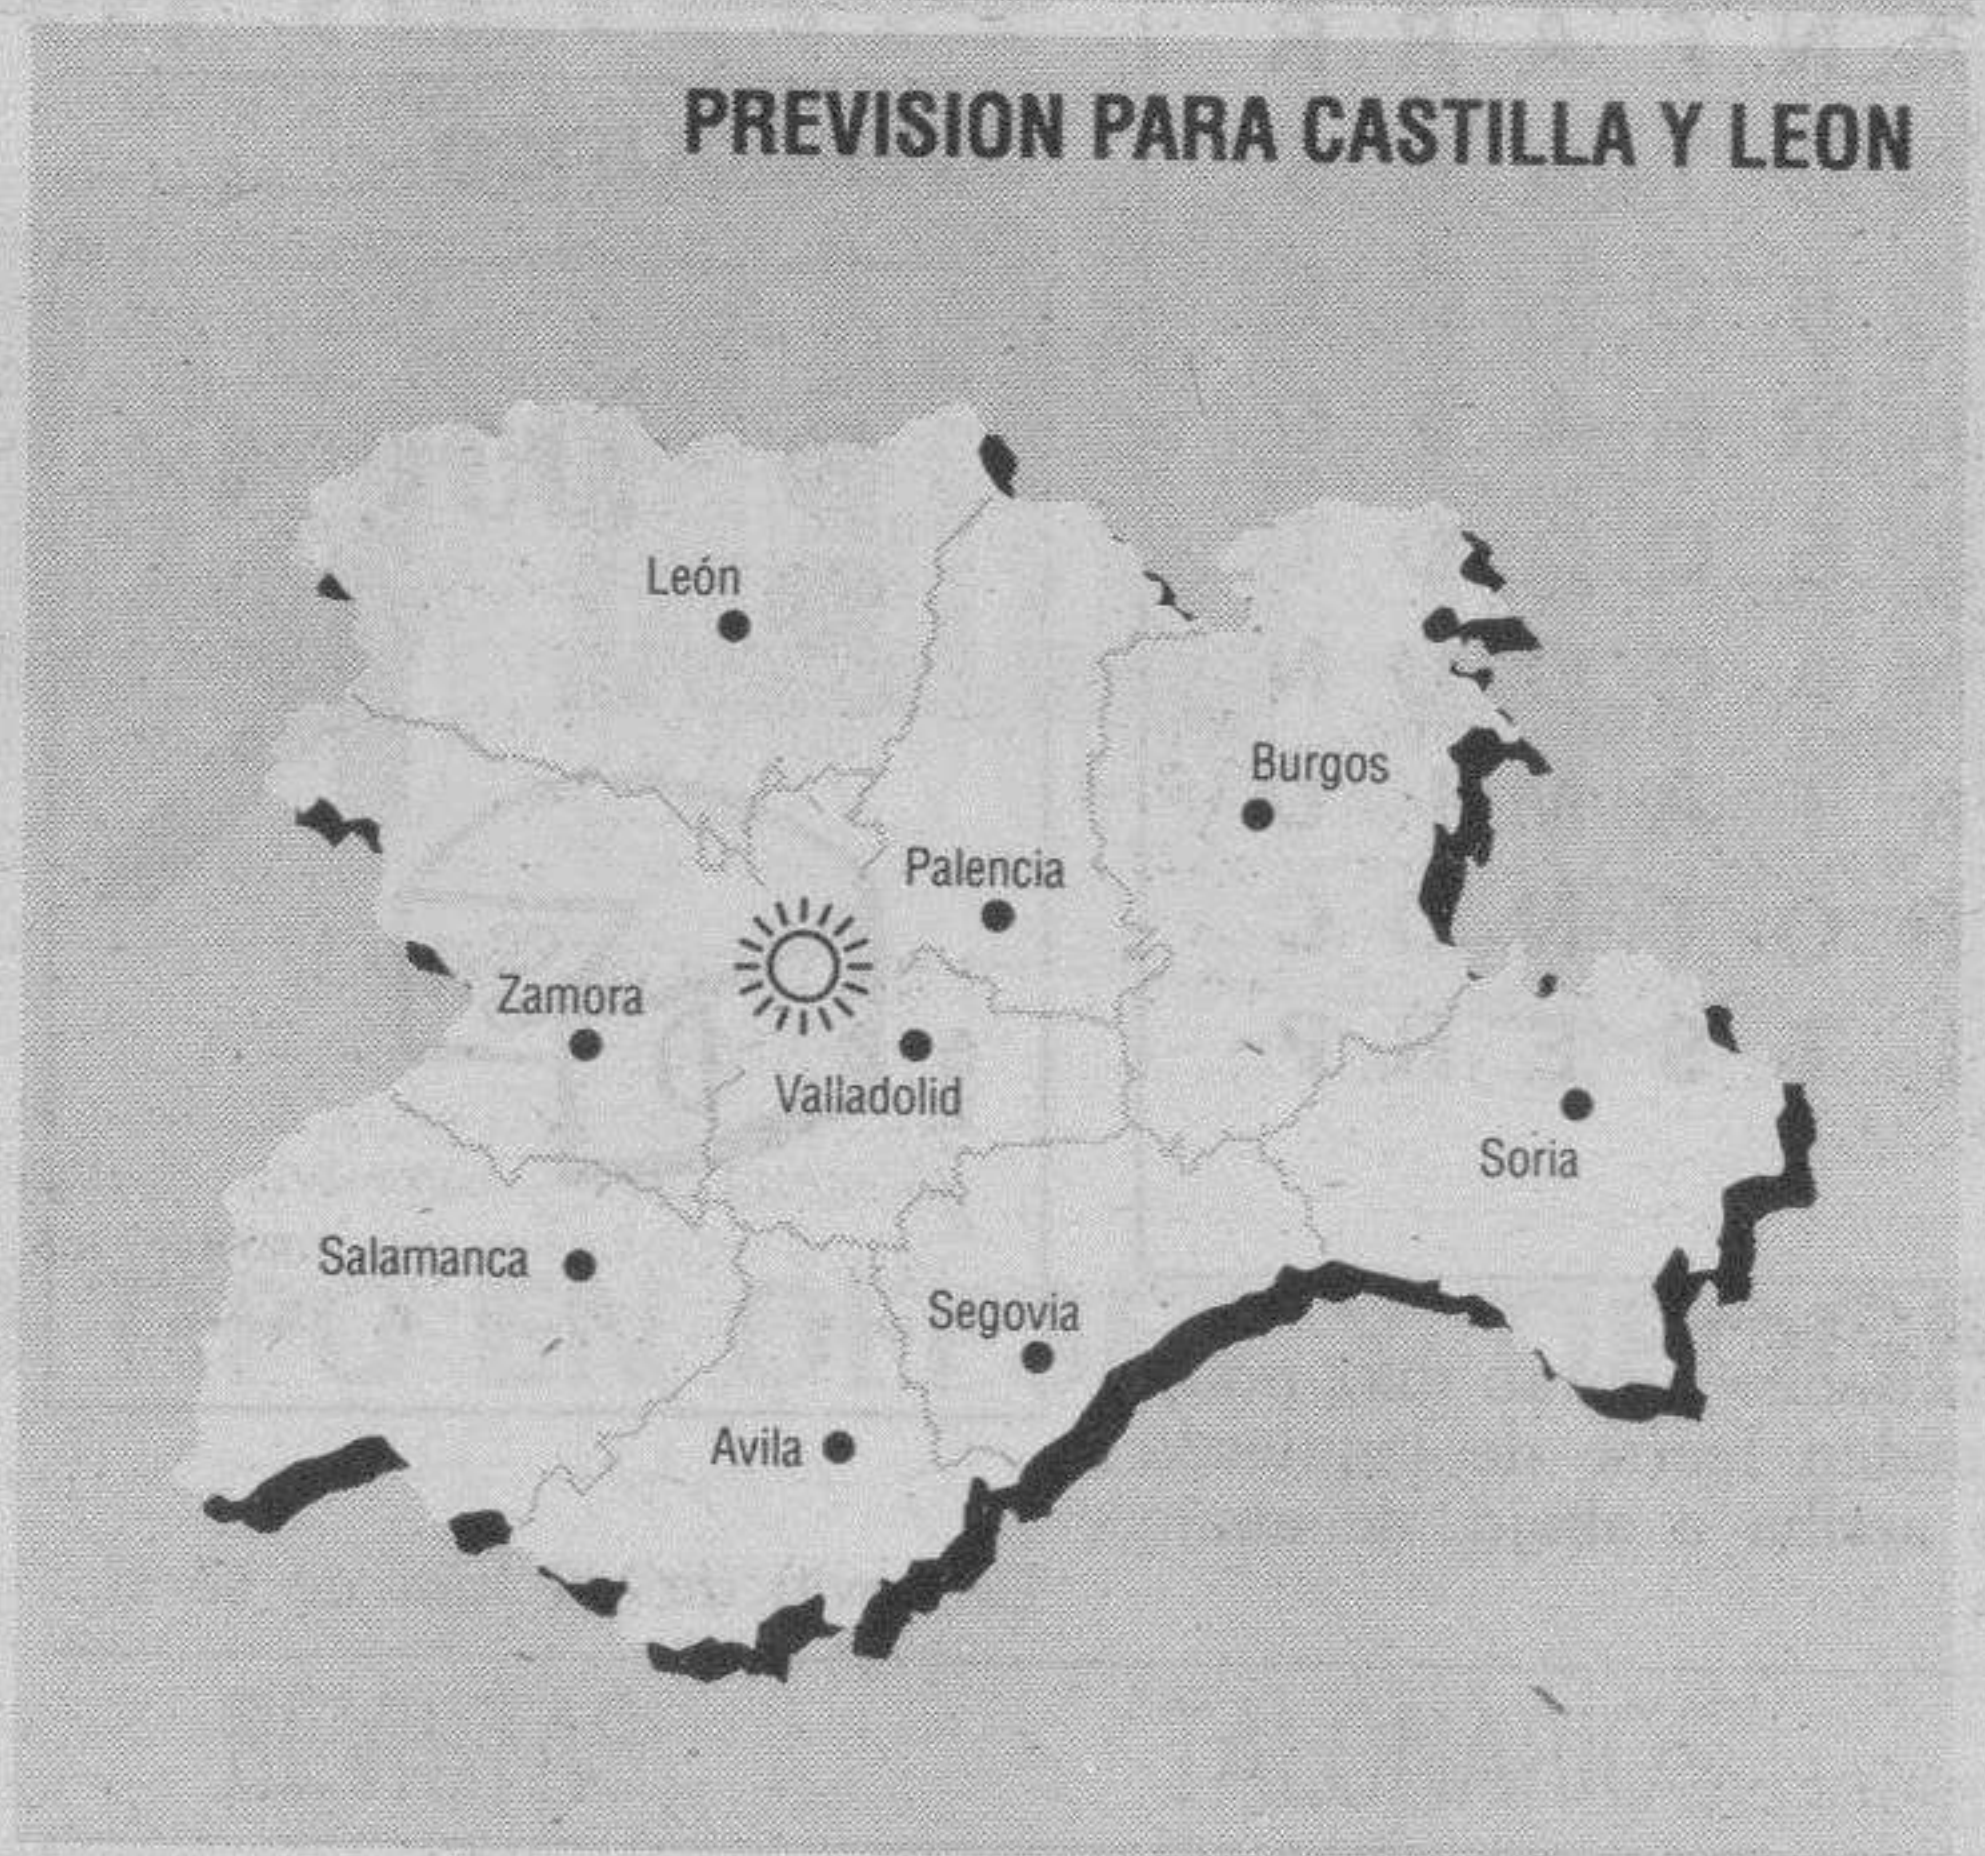 PREVISION PARA CASTILLA Y LEON
León
Burgos
Palencia
Zamora
Valladolid
Soria
Salamanca
Segovia
Avila